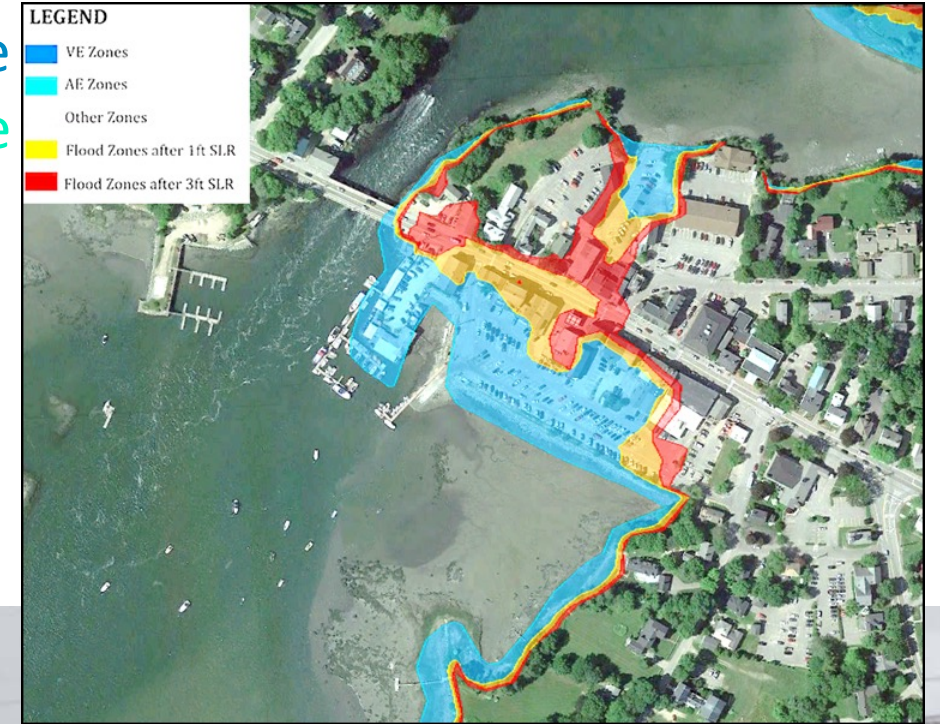 LEGEND
e
VE Zones
AE Zones
e
Other Zones
Flood Zones after 1ft SLR
Flood Zones after 3ft SLR